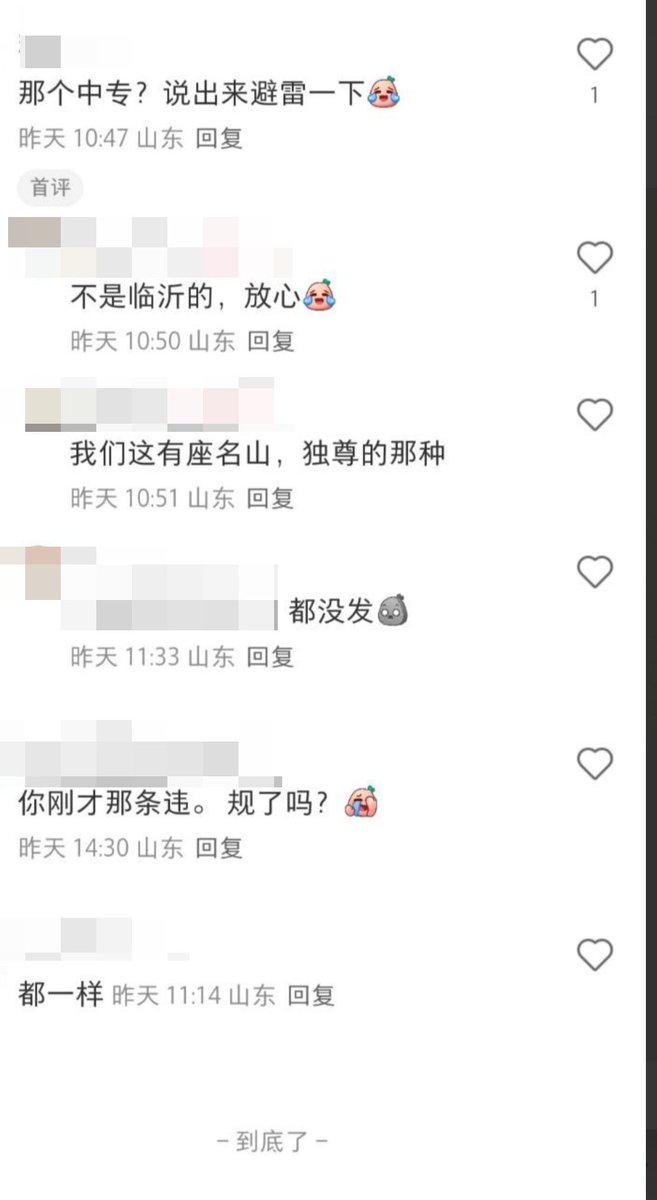 1
那个中专？说出来避雷一下
昨天 10:47 山东 回复
首评
1
不是临沂的，放心
昨天 10:50 山东 回复
我们这有座名山，独尊的那种
昨天 10:51 山东 回复
都没发
昨天 11:33 山东 回复
你刚才那条违。规了吗？
昨天 14:30 山东 回复
都一样 昨天 11:14 山东 回复
– 到底了 –